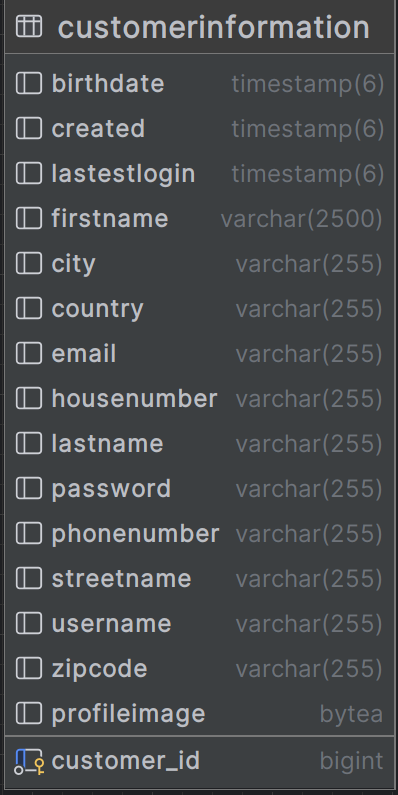 customerinformation
birthdate timestamp(6)
created timestamp(6)
lastestlogin timestamp(6)
firstname varchar(2500)
city varchar(255)
country varchar(255)
email varchar(255)
housenumber varchar(255)
lastname varchar(255)
password varchar(255)
phonenumber varchar(255)
streetname varchar(255)
username varchar(255)
zipcode varchar(255)
profileimage bytea
customer_id bigint